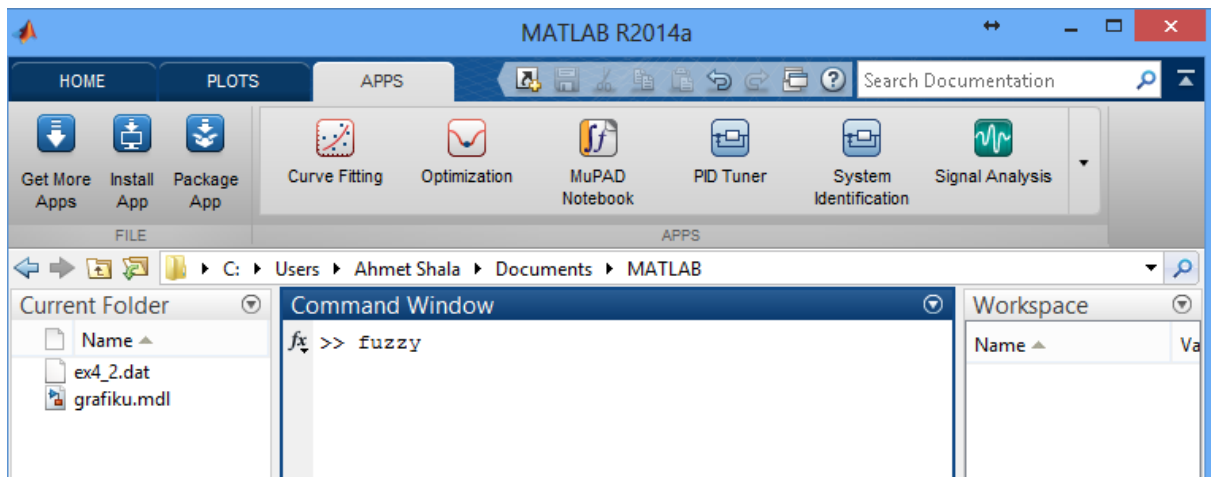 MATLAB R2014a
HOME PLOTS APPS Search Documentation
Get More Apps
Install App
Package App
Curve Fitting
Optimization
MuPAD Notebook
PID Tuner
System Identification
Signal Analysis
FILE APPS
C: Users Ahmet Shala Documents MATLAB
Current Folder
Name
ex4_2.dat
grafiku.mdl
Command Window
fx >> fuzzy
Workspace
Name Va